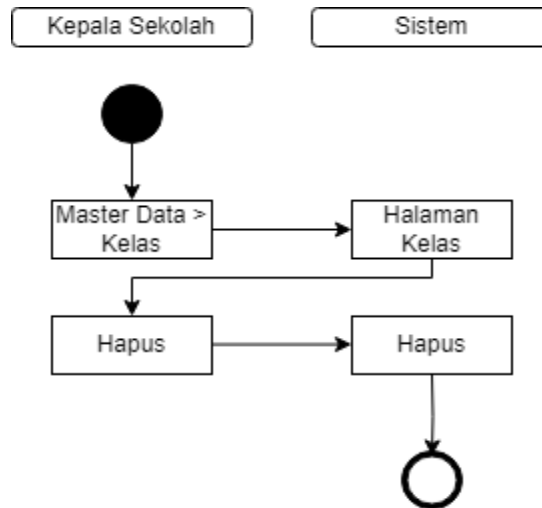 Kepala Sekolah
Sistem
Master Data >
Kelas
Halaman
Kelas
Hapus
Hapus